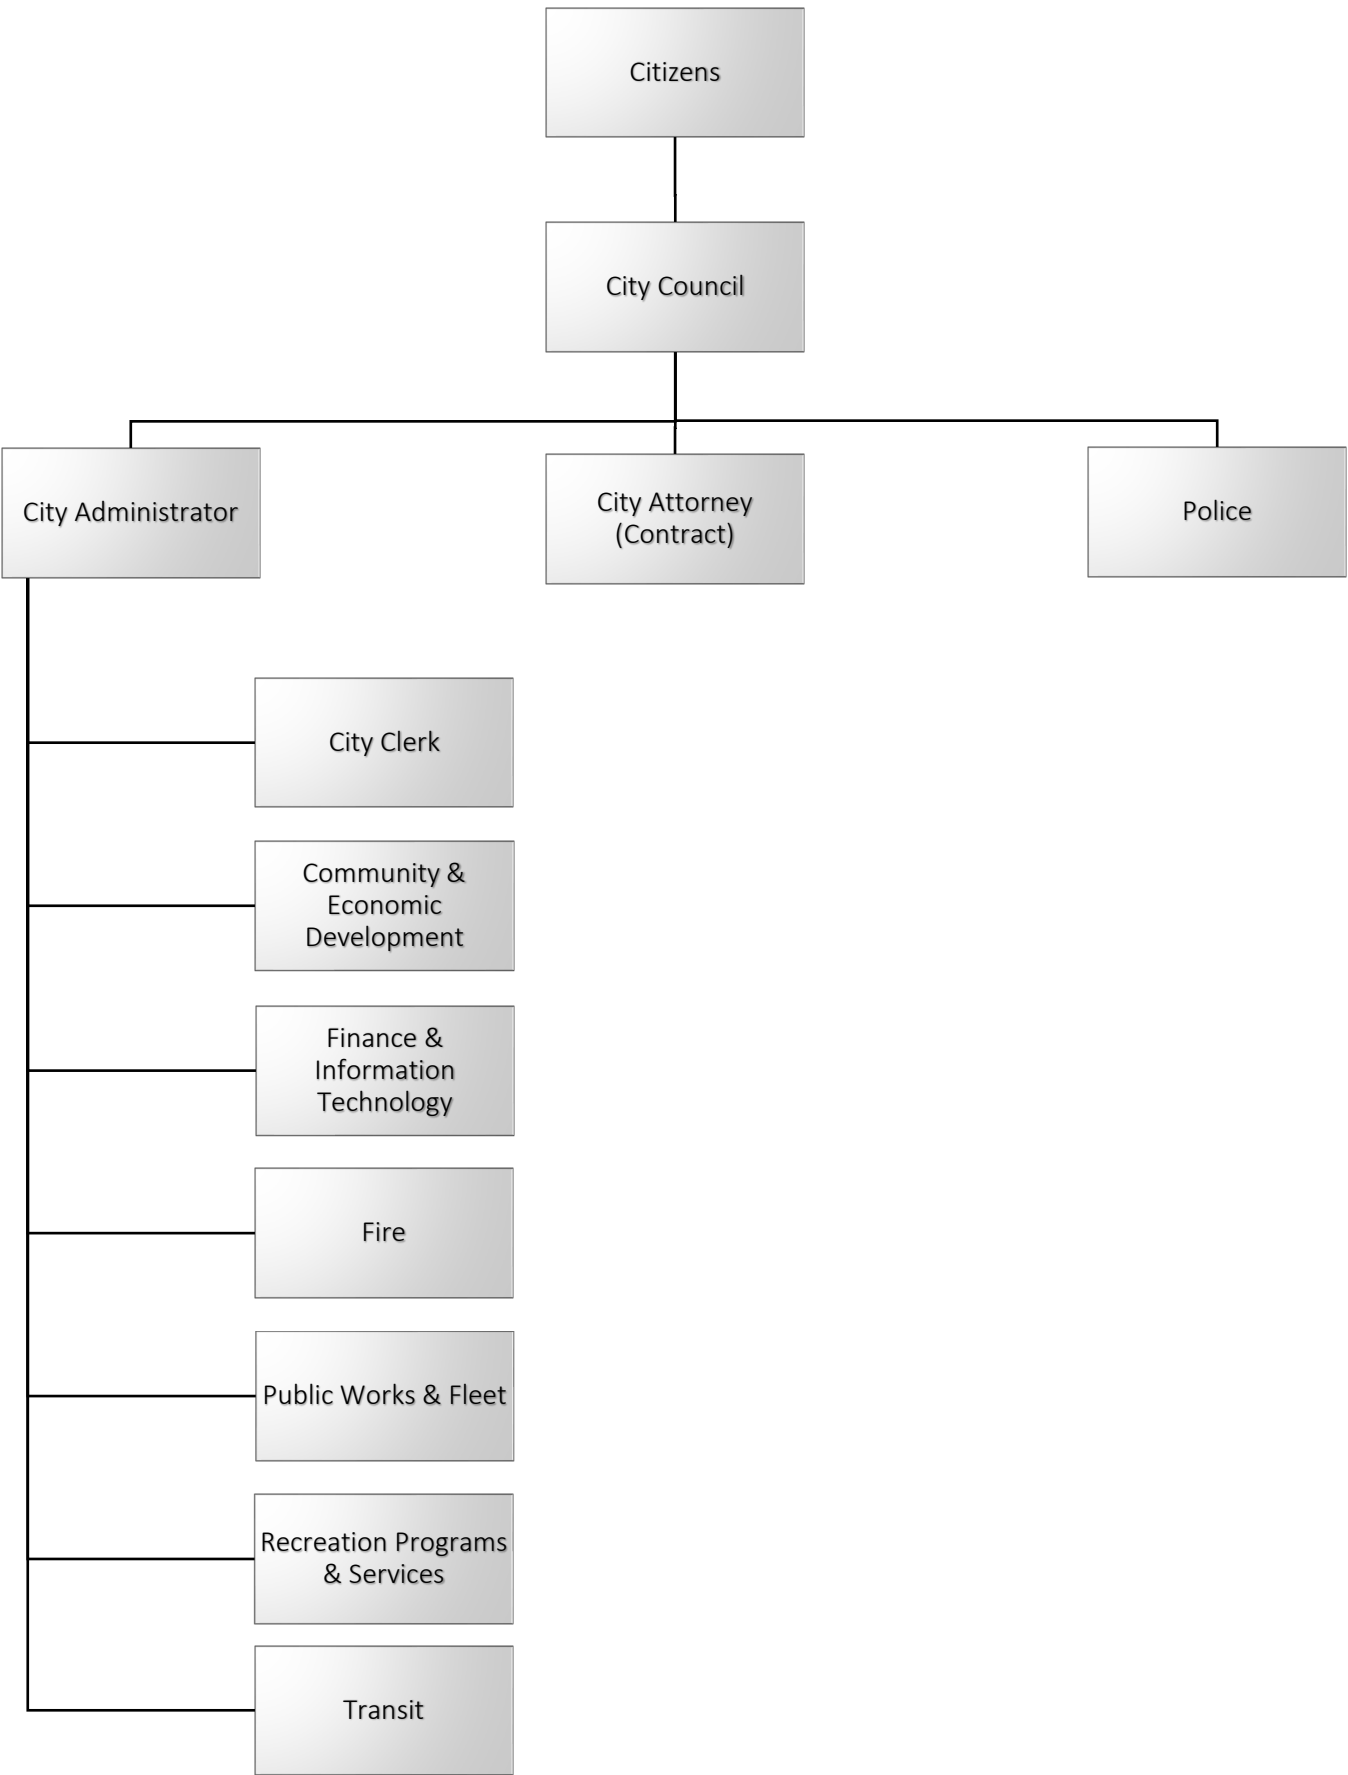 Citizens
City Council
City Administrator
City Attorney
(Contract)
Police
City Clerk
Community &
Economic
Development
Finance &
Information
Technology
Fire
Public Works & Fleet
Recreation Programs
& Services
Transit